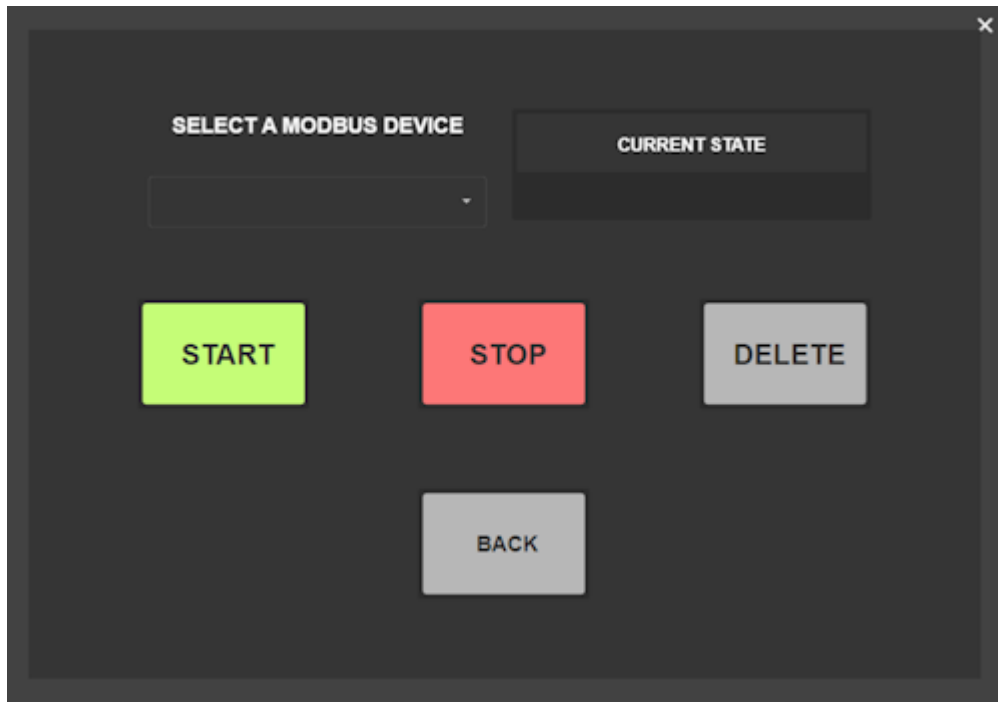 SELECT A MODBUS DEVICE
CURRENT STATE
START
STOP
DELETE
BACK